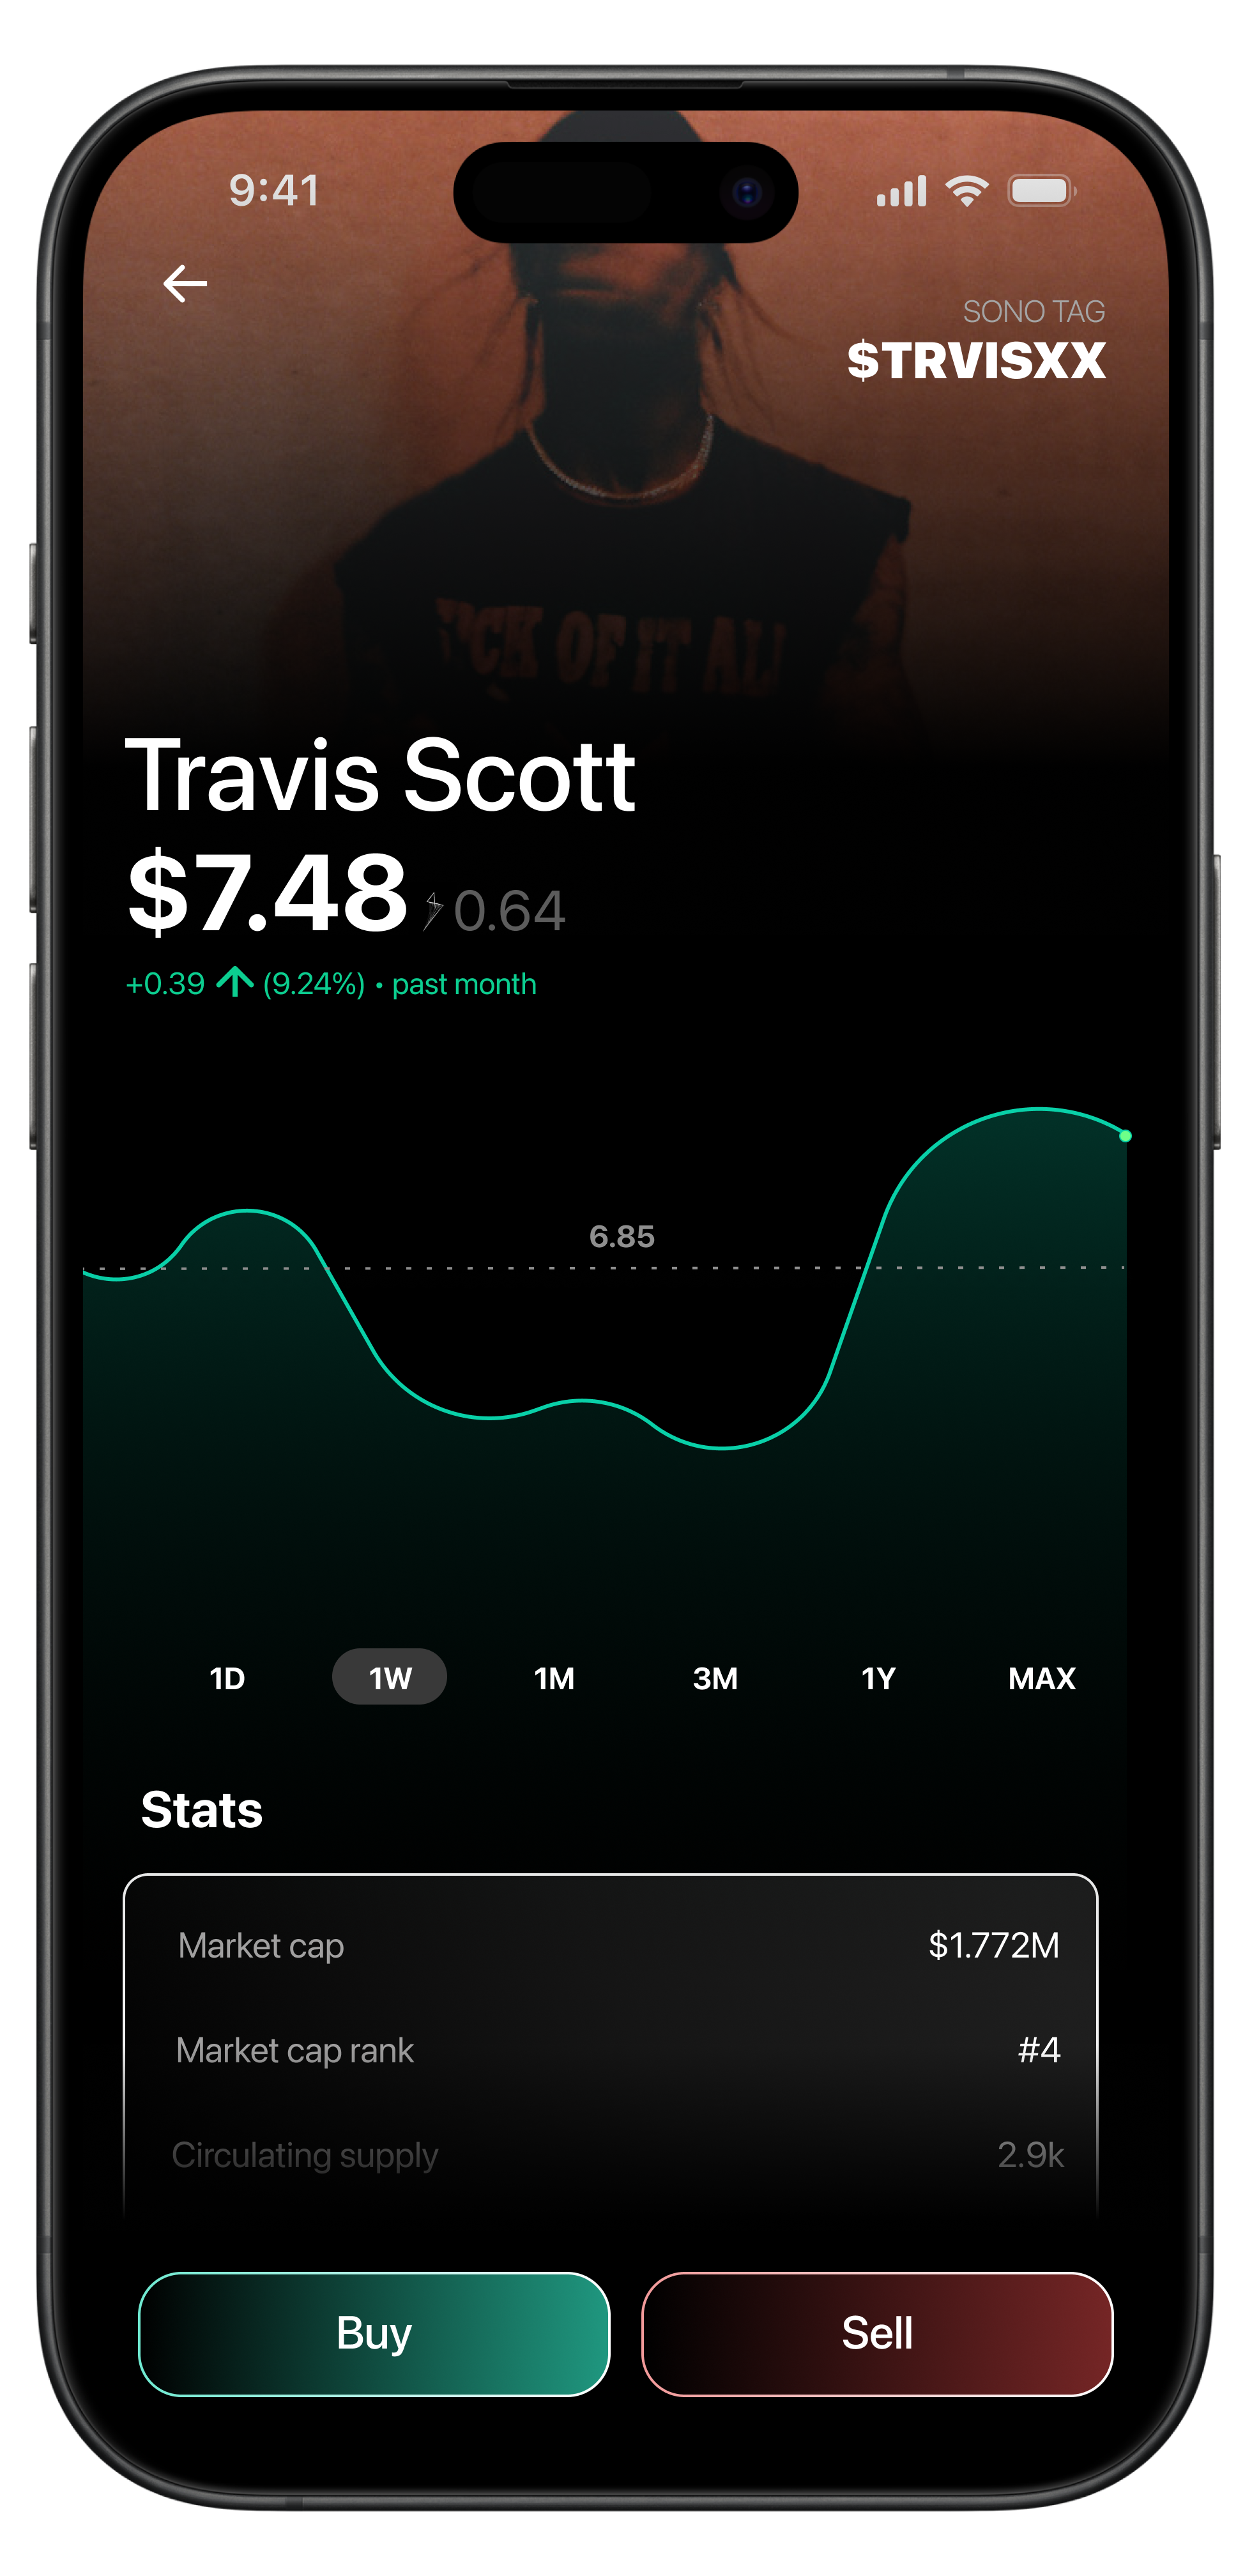 9:41
SONO TAG
$TRVISXX
CK OF IT ALL
Travis Scott
$7.48 0.64
+0.39 ↑ (9.24%) • past month
6.85
1D 1W 1M 3M 1Y MAX
Stats
Market cap $1.772M
Market cap rank #4
Circulating supply 2.9k
Buy Sell